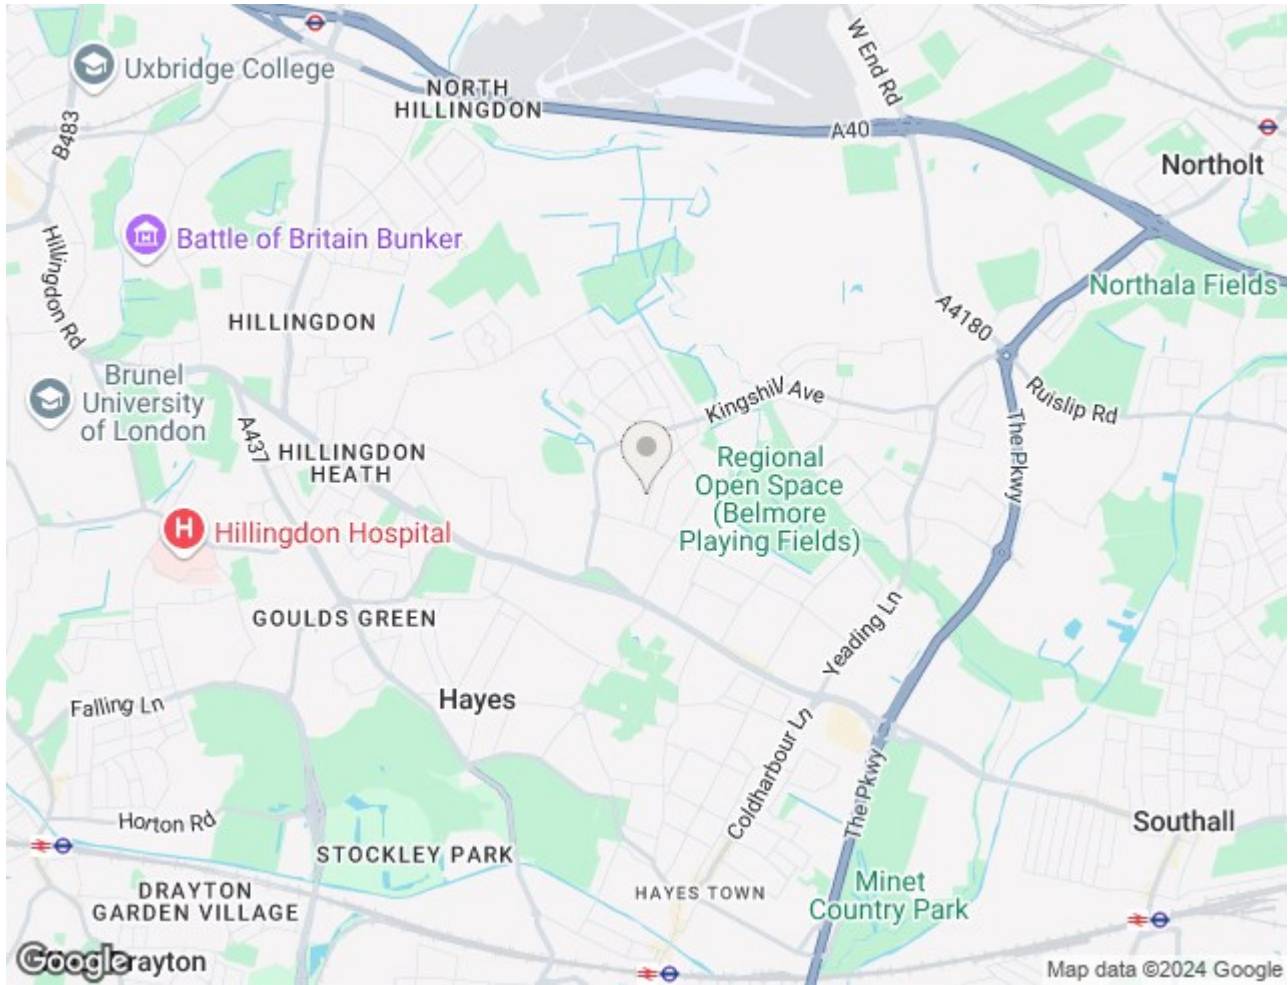 Uxbridge College
NORTH
HILLINGDON
W End Rd
A40
B483
Northolt
Battle of Britain Bunker
Hillingdon Rd
Northala Fields
HILLINGDON
A4180
Brunel
University
of London
Kingshill Ave
Ruislip Rd
A437
The Pkwy
HILLINGDON
HEATH
Regional
Open Space
(Belmore
Playing Fields)
H
Hillingdon Hospital
GOULDS GREEN
Yeading Ln
Falling Ln
Hayes
Coldharbour Ln
The Pkwy
Horton Rd
Southall
STOCKLEY PARK
HAYES TOWN
Minet
Country Park
DRAYTON
GARDEN VILLAGE
Google
Drayton
Map data ©2024 Google